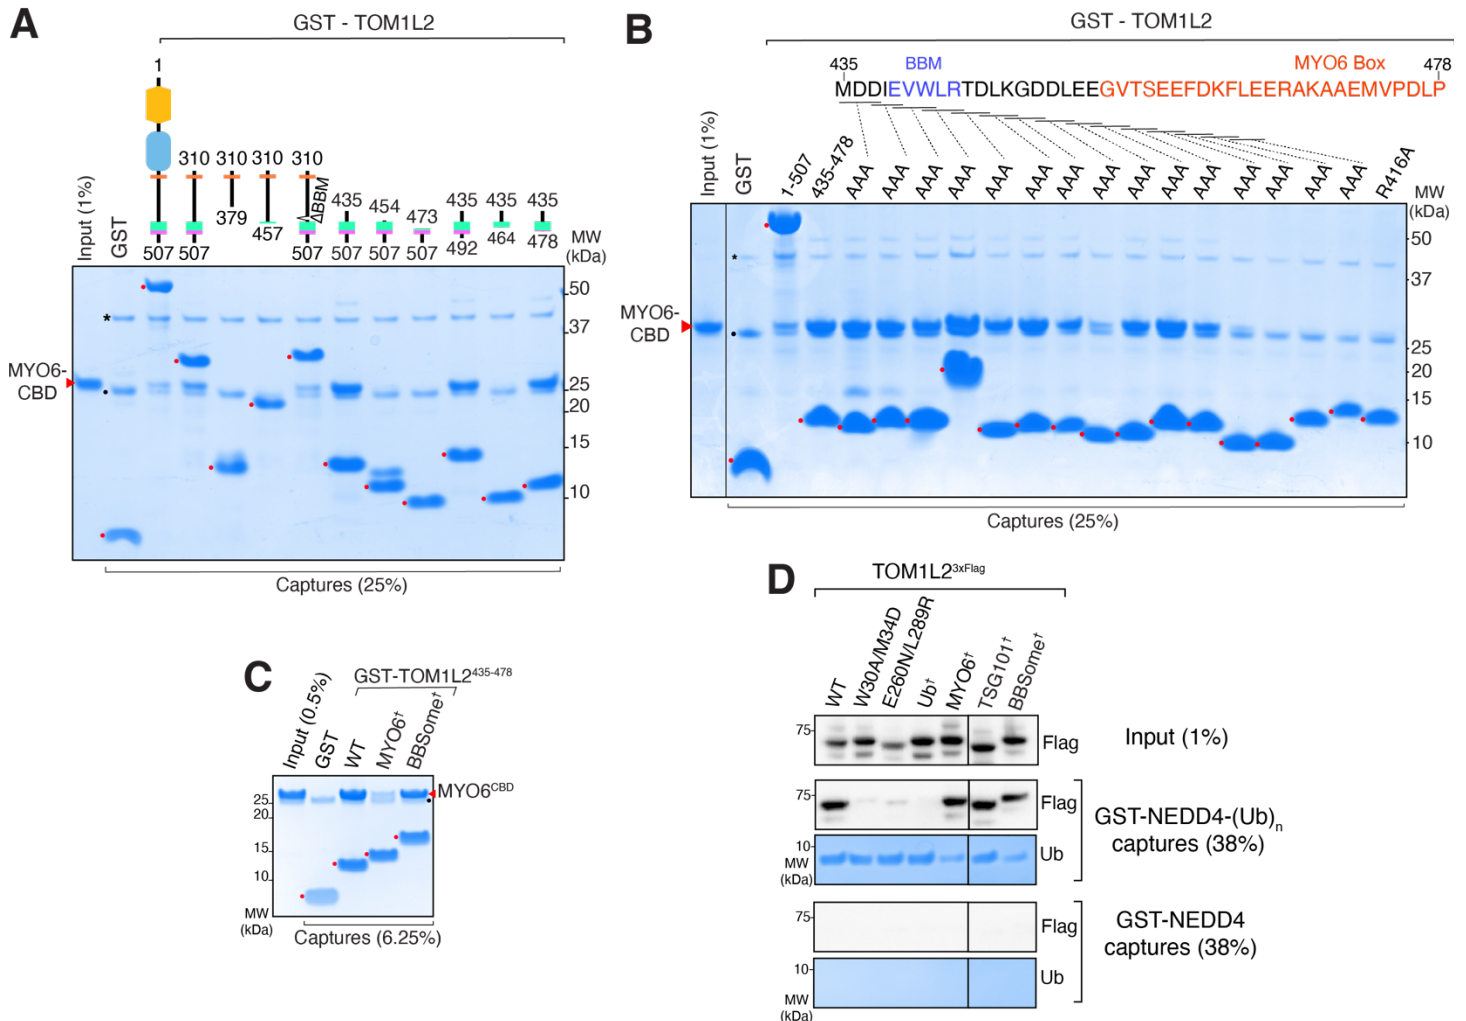 A
GST - TOM1L2
1
310 310 310 310
379
457
ΔBBM
435 454 473 435 435 435
492 464 478
507 507 507 507 507 507
Input (1%)
GST
MW
(kDa)
50
37
25
20
15
10
*
MYO6-
CBD
Captures (25%)
B
GST - TOM1L2
435 BBM MYO6 Box 478
MDDIEVWLRTDLKGDDLEEGVTSEEFDKFLEERAKAAEMVPDLP
Input (1%)
GST
1-507
435-478
AAA AAA AAA AAA AAA AAA AAA AAA AAA AAA AAA AAA AAA AAA
R416A
MW
(kDa)
50
37
25
20
15
10
*
MYO6-
CBD
Captures (25%)
C
GST-TOM1L2435-478
Input (0.5%)
GST
WT
MYO6†
BBSome†
MYO6CBD
25
20
15
10
MW
(kDa)
Captures (6.25%)
D
TOM1L23xFlag
WT
W30A/M34D
E260N/L289R
Ub†
MYO6†
TSG101†
BBSome†
75 Flag Input (1%)
75 Flag
GST-NEDD4-(Ub)n
captures (38%)
10 Ub
MW
(kDa)
75 Flag
GST-NEDD4
captures (38%)
10 Ub
MW
(kDa)